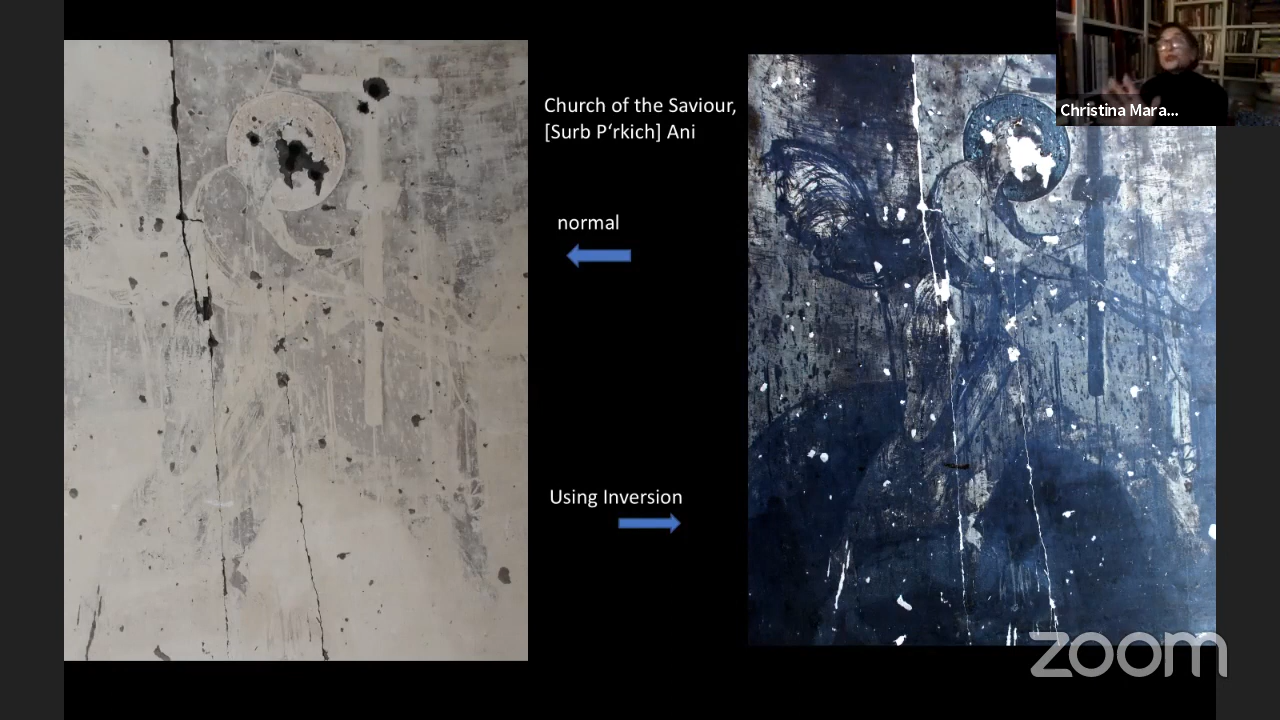 Church of the Saviour,
[Surb P‘rkich] Ani
normal
Using Inversion
Christina Mara...
zoom